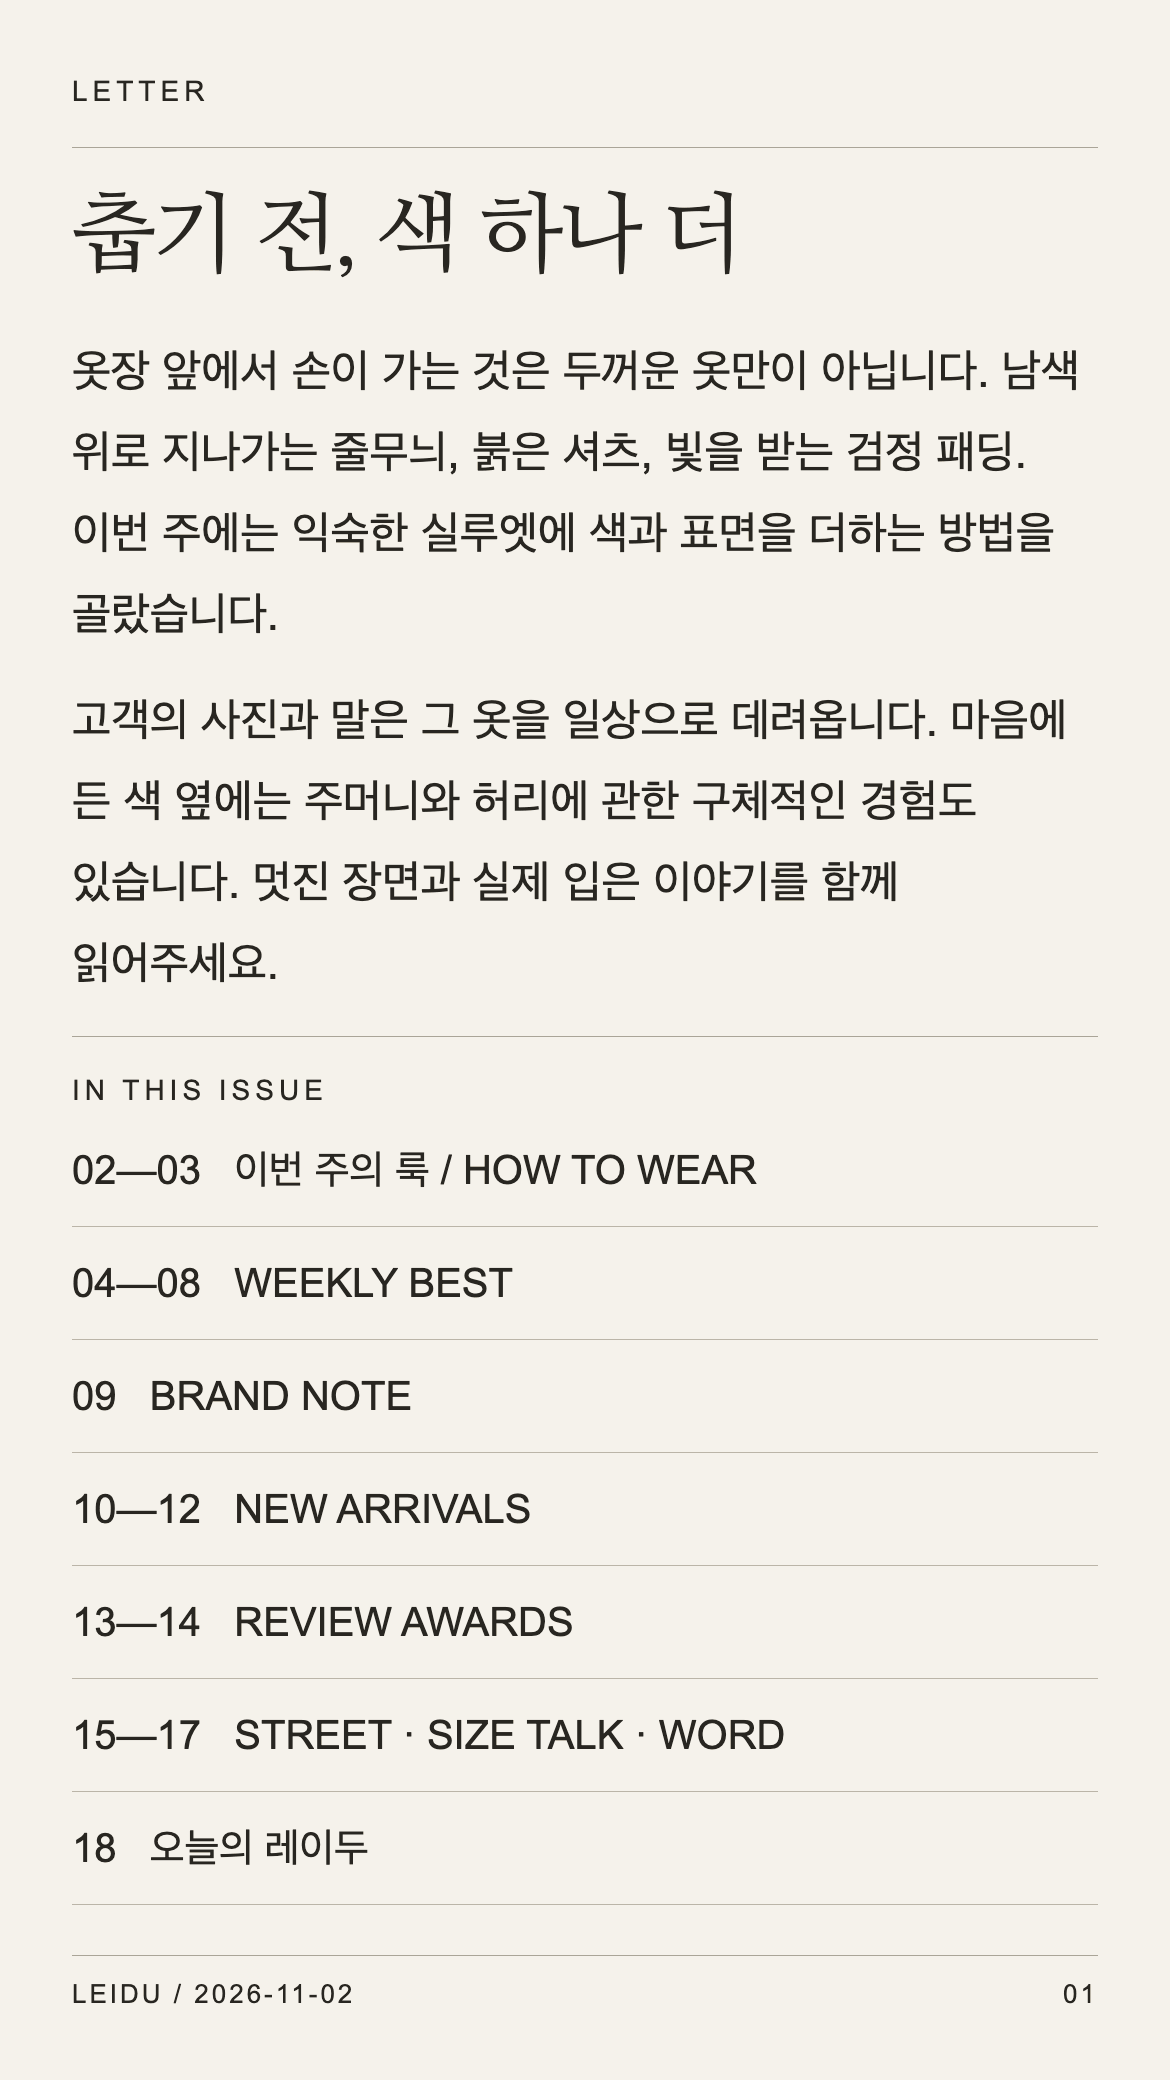 LETTER
춥기 전, 색 하나 더
옷장 앞에서 손이 가는 것은 두꺼운 옷만이 아닙니다. 남색
위로 지나가는 줄무늬, 붉은 셔츠, 빛을 받는 검정 패딩.
이번 주에는 익숙한 실루엣에 색과 표면을 더하는 방법을
골랐습니다.
고객의 사진과 말은 그 옷을 일상으로 데려옵니다. 마음에
든 색 옆에는 주머니와 허리에 관한 구체적인 경험도
있습니다. 멋진 장면과 실제 입은 이야기를 함께
읽어주세요.
IN THIS ISSUE
02—03 이번 주의 룩 / HOW TO WEAR
04—08 WEEKLY BEST
09 BRAND NOTE
10—12 NEW ARRIVALS
13—14 REVIEW AWARDS
15—17 STREET · SIZE TALK · WORD
18 오늘의 레이두
LEIDU / 2026-11-02 01